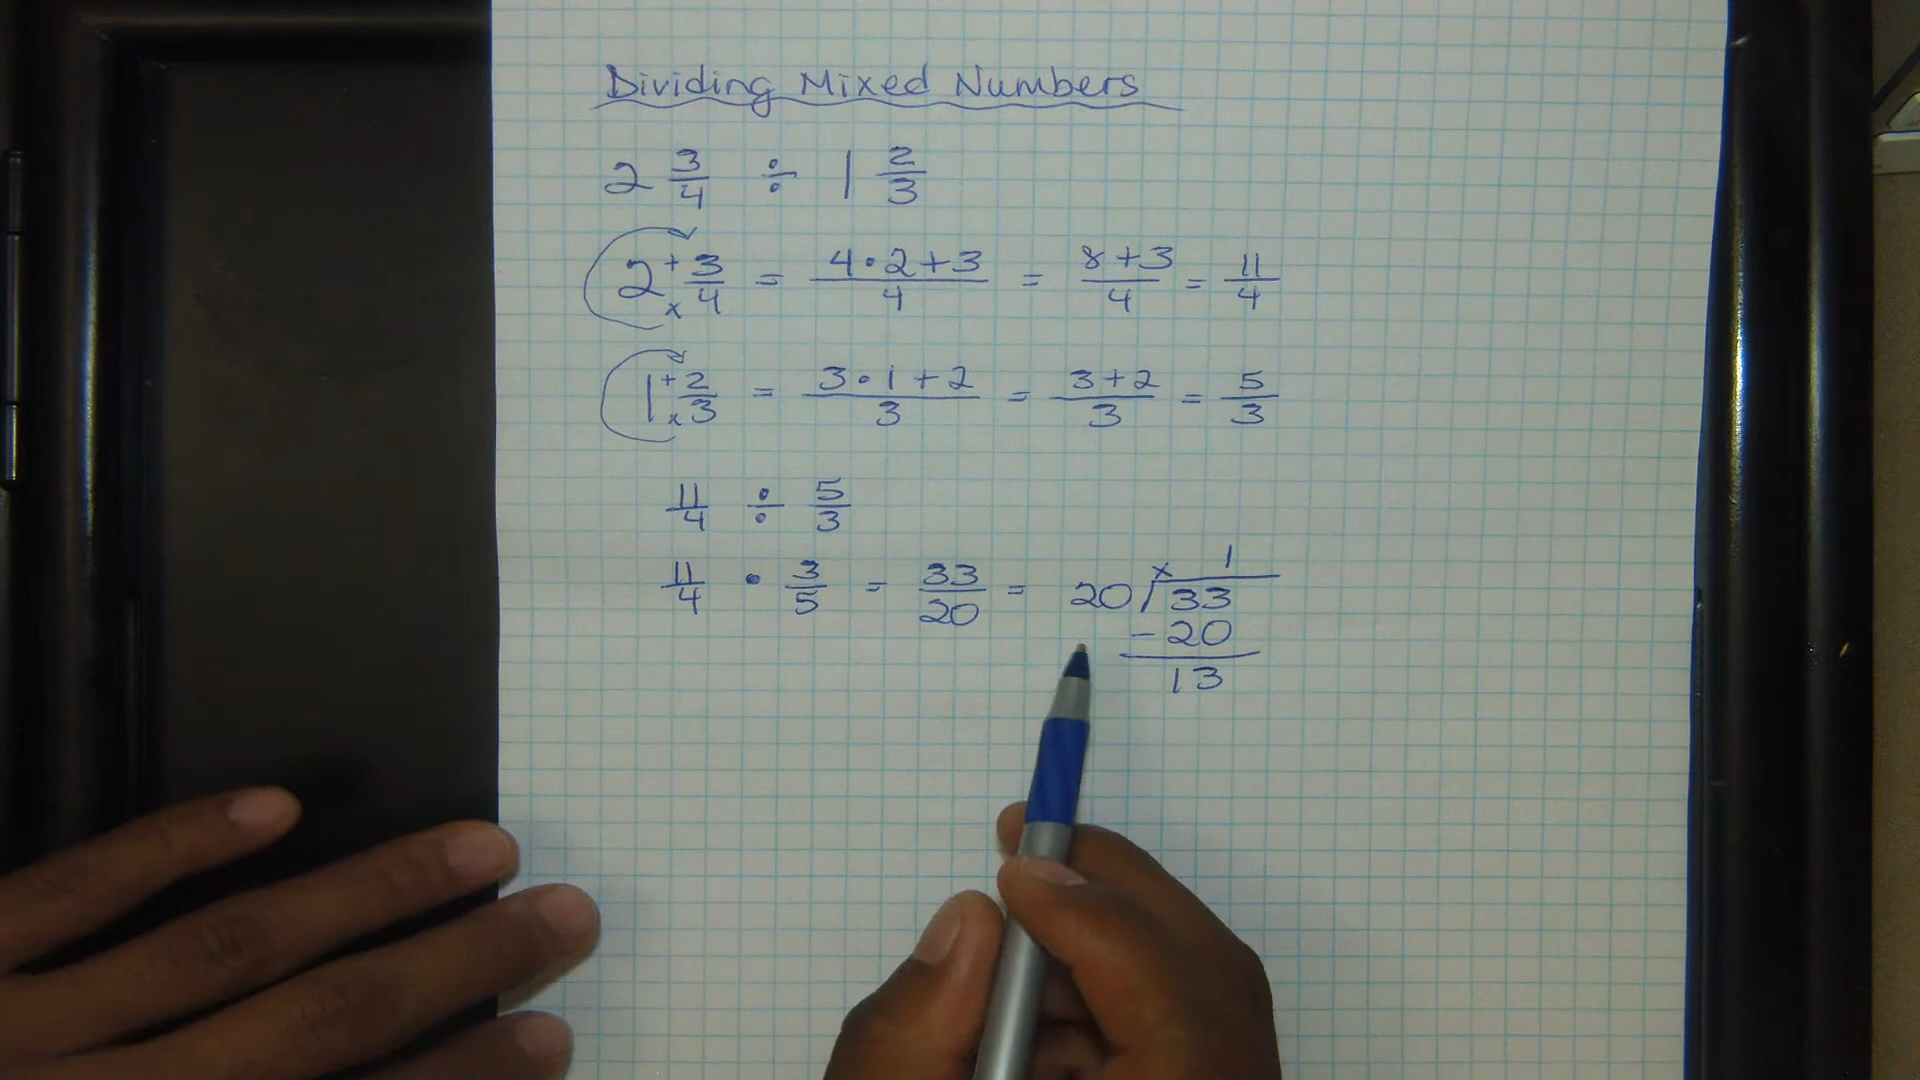 Dividing Mixed Numbers
2 3/4 ÷ 1 2/3
2 + 3/x 4 = 4·2+3/4 = 8+3/4 = 11/4
1 + 2/x 3 = 3·1+2/3 = 3+2/3 = 5/3
11/4 ÷ 5/3
1
11/4 · 3/5 = 33/20 = 20 x 33
-20
13